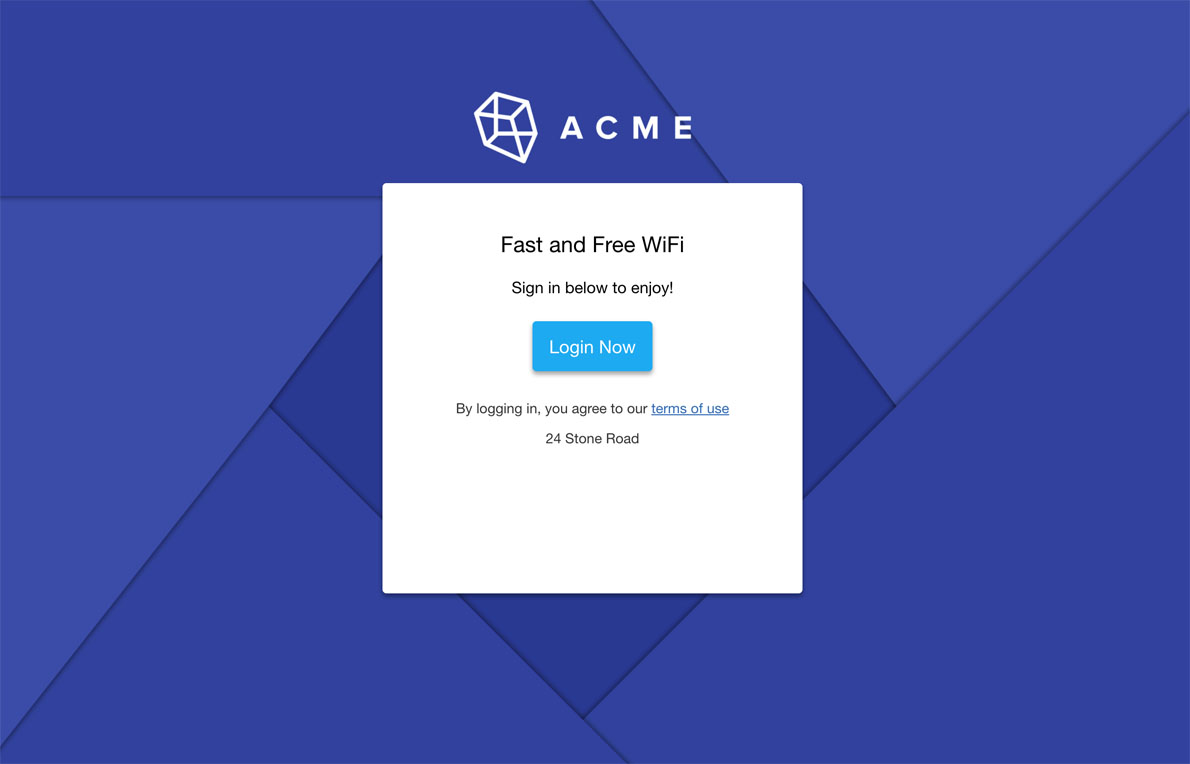 ACME
Fast and Free WiFi
Sign in below to enjoy!
Login Now
By logging in, you agree to our terms of use
24 Stone Road